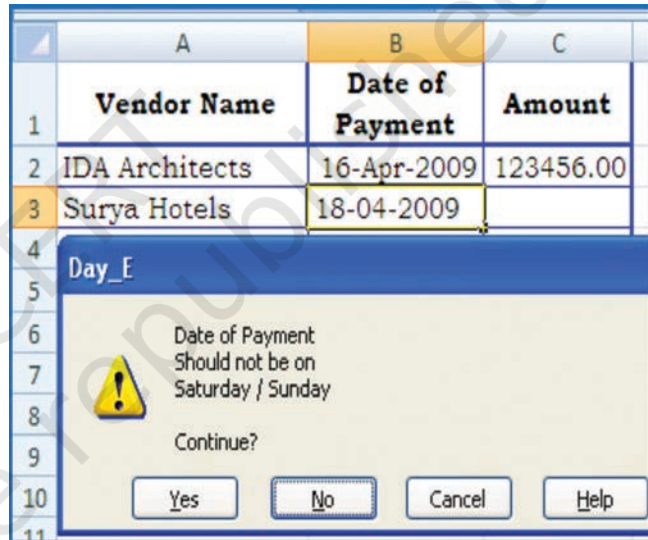 A B C
1 Vendor Name Date of Payment Amount
2 IDA Architects 16-Apr-2009 123456.00
3 Surya Hotels 18-04-2009
4
Day_E
5
6 Date of Payment
7 Should not be on
Saturday / Sunday
8
9 Continue?
10 Yes No Cancel Help
11